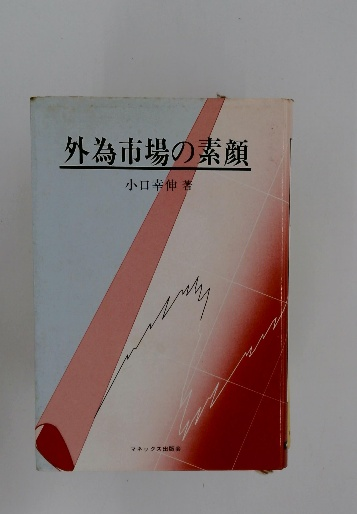 外為市場の素顔
小口幸伸 著
マネックス出版会